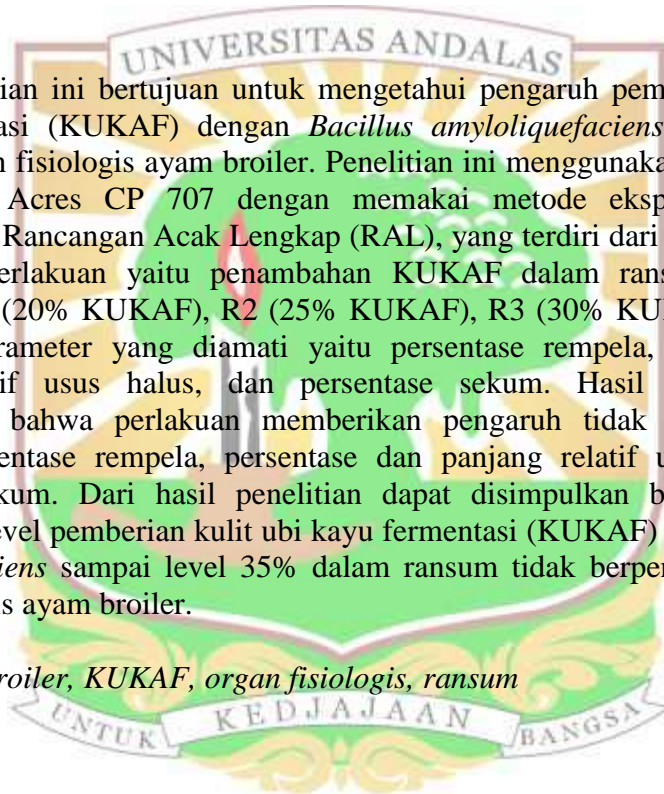 UNIVERSITAS ANDALAS
ian ini bertujuan untuk mengetahui pengaruh pem
asi (KUKAF) dengan Bacillus amyloliquefaciens
n fisiologis ayam broiler. Penelitian ini menggunaka
Acres CP 707 dengan memakai metode eksp
Rancangan Acak Lengkap (RAL), yang terdiri dari
erlakuan yaitu penambahan KUKAF dalam rans
(20% KUKAF), R2 (25% KUKAF), R3 (30% KU
rameter yang diamati yaitu persentase rempela,
if usus halus, dan persentase sekum. Hasil
bahwa perlakuan memberikan pengaruh tidak
entase rempela, persentase dan panjang relatif u
kum. Dari hasil penelitian dapat disimpulkan b
evel pemberian kulit ubi kayu fermentasi (KUKAF)
iens sampai level 35% dalam ransum tidak berper
is ayam broiler.
roiler, KUKAF, organ fisiologis, ransum
UNTUK KEDJAJAAN BANGSA